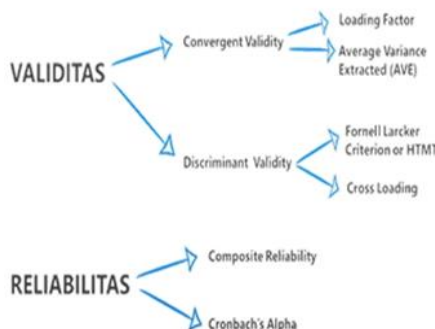 Loading Factor
Convergent Validity
Average Variance
Extracted (AVE)
VALIDITAS
Fornell Larcker
Criterion or HTMT
Discriminant Validity
Cross Loading
Composite Reliability
RELIABILITAS
Cronbach's Alpha